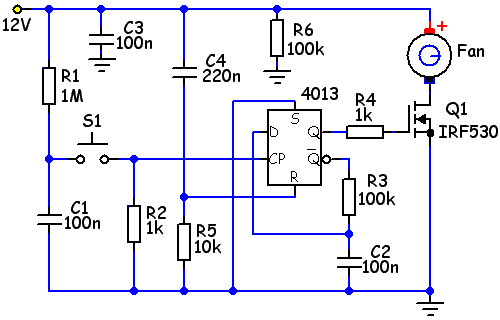 12V
C3
100n
R6
100k
+
Fan
R1
1M
C4
220n
4013
R4
1k
Q1
IRF530
S1
S
D
Q
CP
Q
R
C1
100n
R2
1k
R5
10k
R3
100k
C2
100n